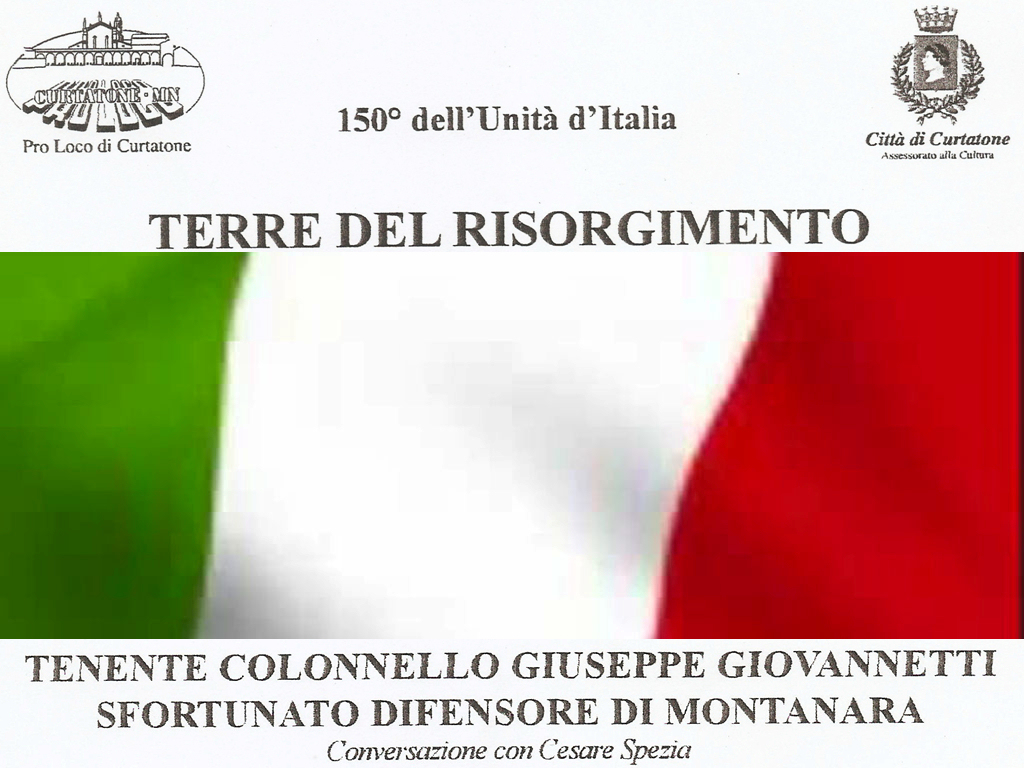 CURTATONE - MN
PRO LOCO
Pro Loco di Curtatone
150° dell'Unità d'Italia
Città di Curtatone
Assessorato alla Cultura
TERRE DEL RISORGIMENTO
TENENTE COLONNELLO GIUSEPPE GIOVANNETTI
SFORTUNATO DIFENSORE DI MONTANARA
Conversazione con Cesare Spezia